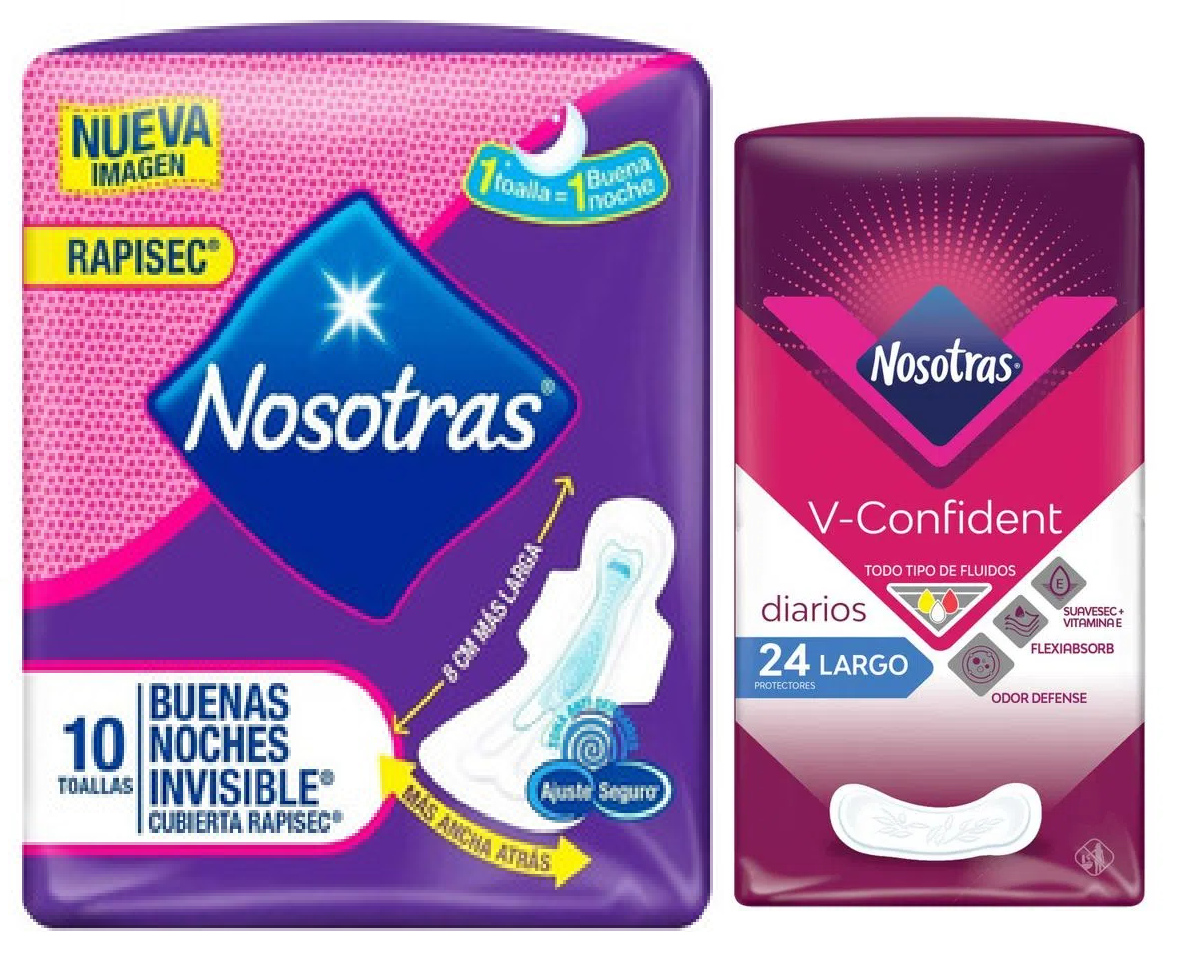 NUEVA
IMAGEN
1 toalla = 1 Buena
noche
RAPISEC®
Nosotras®
8 CM MÁS LARGA
10
TOALLAS
BUENAS
NOCHES
INVISIBLE®
CUBIERTA RAPISEC®
Ajuste Seguro
MÁS ANCHA ATRÁS
Nosotras®
V-Confident
TODO TIPO DE FLUIDOS
E
SUAVESEC+
VITAMINA E
FLEXIABSORB
ODOR DEFENSE
diarios
24 LARGO
PROTECTORES